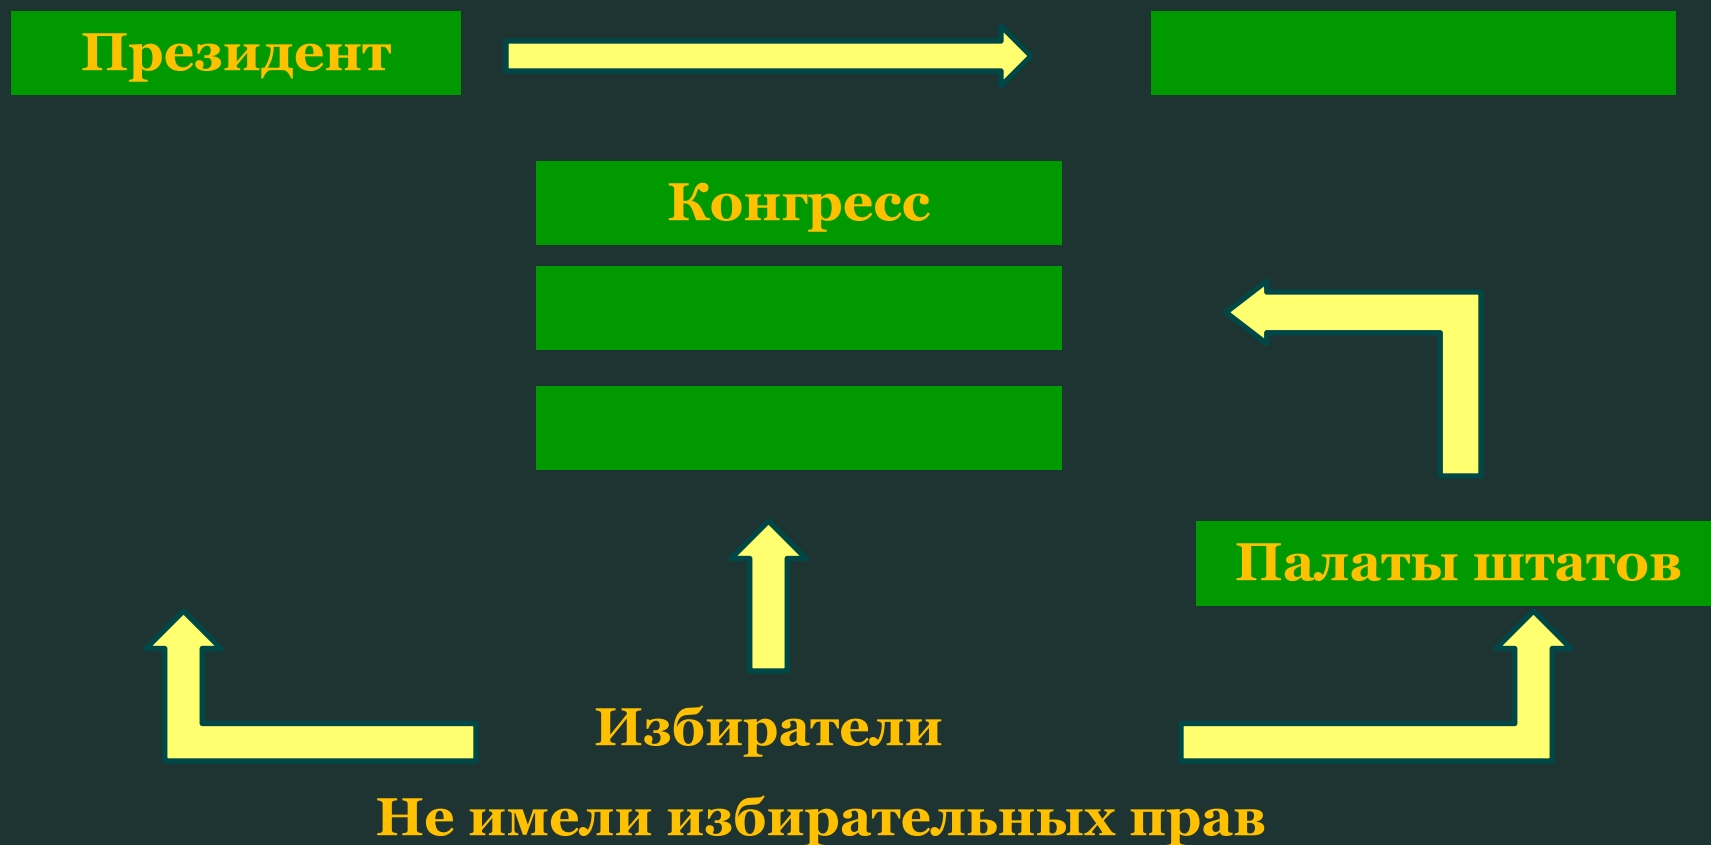 Президент
Конгресс
Палаты штатов
Избиратели
Не имели избирательных прав